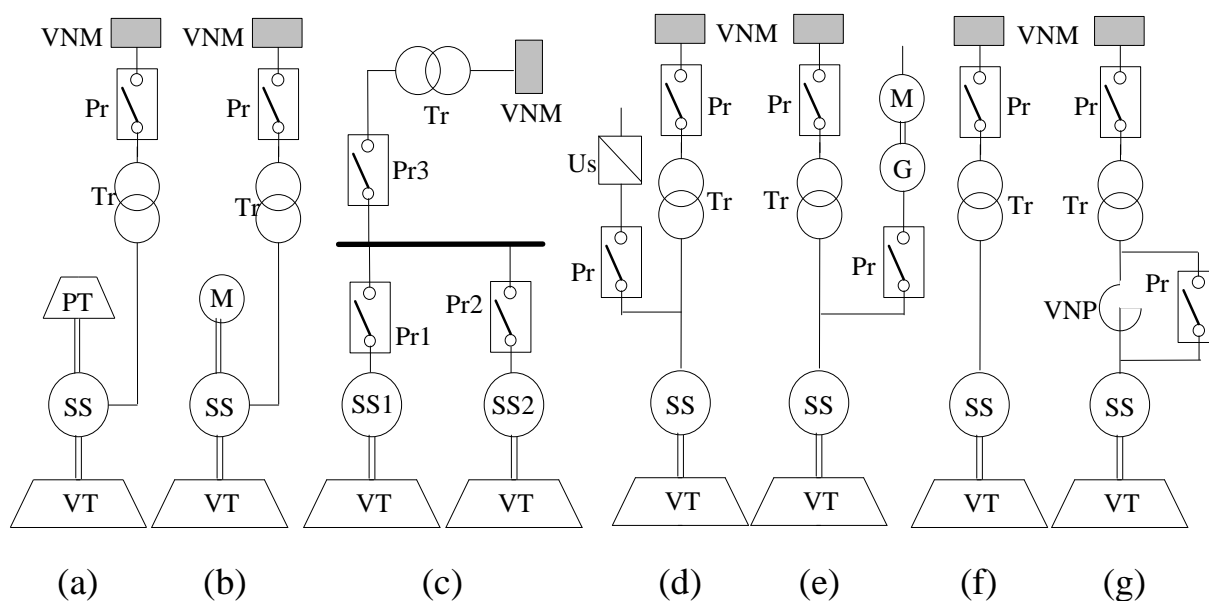 VNM VNM VNM VNM
Pr Pr Tr VNM Pr Pr Pr Pr
M
Pr3 Us G
Tr Tr Tr Tr Tr Tr
PT M Pr1 Pr2 Pr Pr VNP Pr
SS SS SS1 SS2 SS SS SS SS
VT VT VT VT VT VT VT VT
(a) (b) (c) (d) (e) (f) (g)